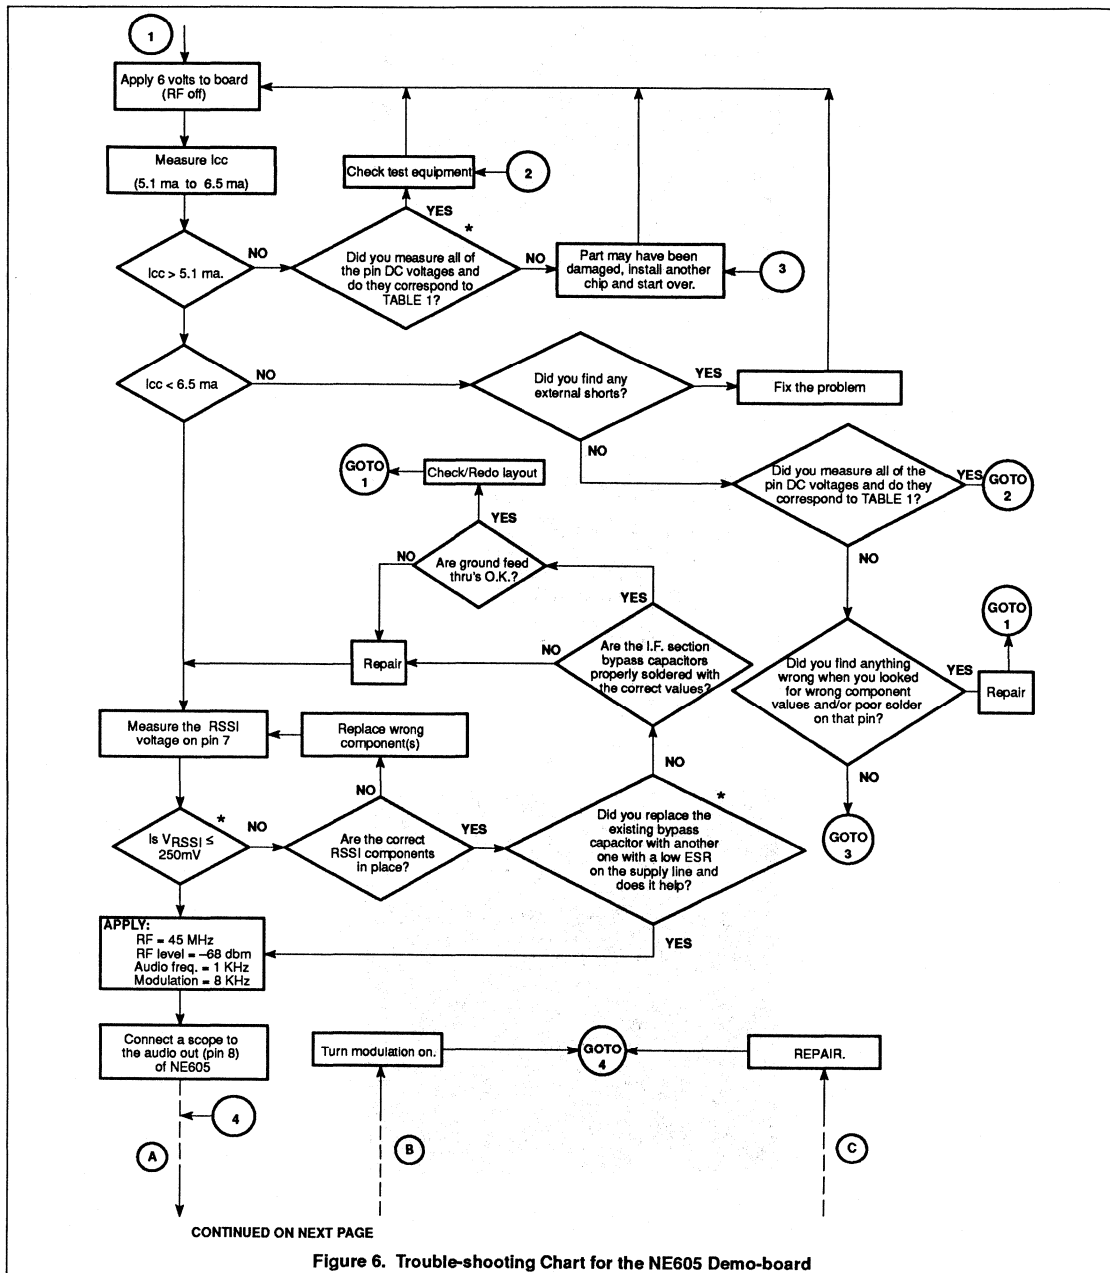 1
Apply 6 volts to board
(RF off)
Measure Icc
(5.1 ma to 6.5 ma)
Check test equipment
2
YES
*
Icc > 5.1 ma.
NO
Did you measure all of
the pin DC voltages and
do they correspond to
TABLE 1?
NO
Part may have been
damaged, install another
chip and start over.
3
Icc < 6.5 ma
NO
Did you find any
external shorts?
YES
Fix the problem
NO
GOTO
1
Check/Redo layout
Did you measure all of the
pin DC voltages and do they
correspond to TABLE 1?
YES
GOTO
2
YES
NO
Are ground feed
thru's O.K.?
NO
YES
GOTO
1
Repair
NO
Are the I.F. section
bypass capacitors
properly soldered with
the correct values?
Did you find anything
wrong when you looked
for wrong component
values and/or poor solder
on that pin?
YES
Repair
Measure the RSSI
voltage on pin 7
Replace wrong
component(s)
NO
NO
NO
*
*
Is VRSSI ≤
250mV
NO
Are the correct
RSSI components
in place?
YES
Did you replace the
existing bypass
capacitor with another
one with a low ESR
on the supply line and
does it help?
GOTO
3
YES
APPLY:
RF = 45 MHz
RF level = –68 dbm
Audio freq. = 1 KHz
Modulation = 8 KHz
Connect a scope to
the audio out (pin 8)
of NE605
Turn modulation on.
GOTO
4
REPAIR.
4
A
B
C
CONTINUED ON NEXT PAGE
Figure 6. Trouble-shooting Chart for the NE605 Demo-board